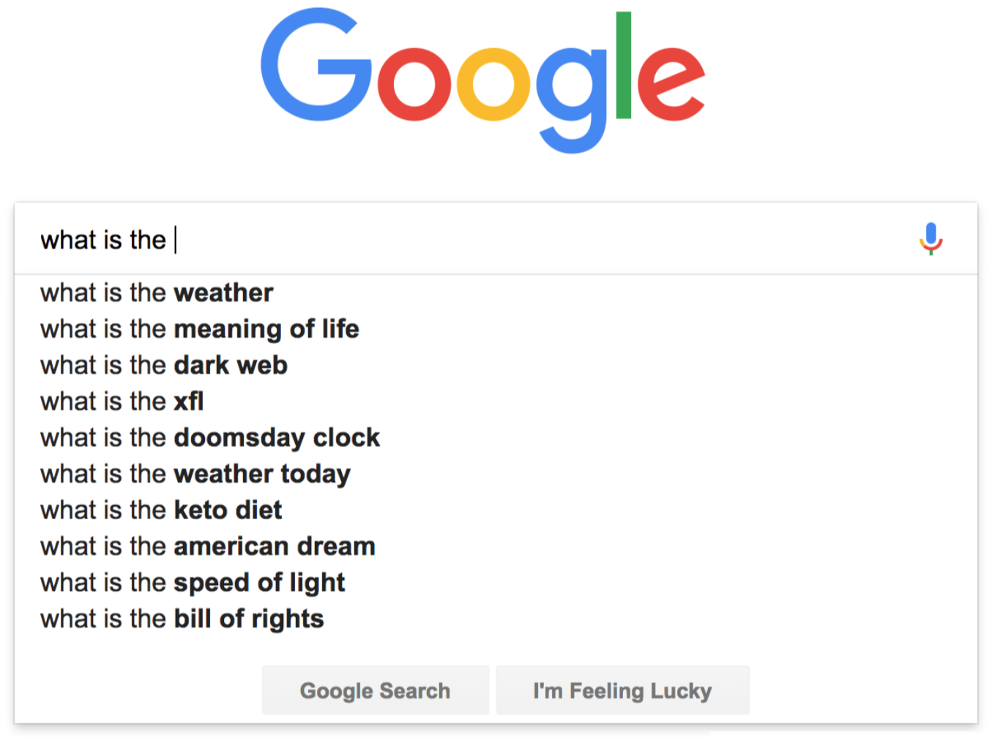 Google
what is the
what is the weather
what is the meaning of life
what is the dark web
what is the xfl
what is the doomsday clock
what is the weather today
what is the keto diet
what is the american dream
what is the speed of light
what is the bill of rights
Google Search
I'm Feeling Lucky